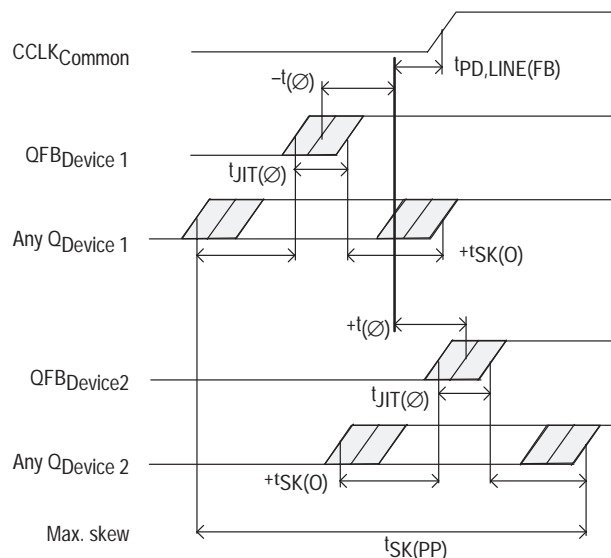 CCLKCommon
tPD,LINE(FB)
–t(∅)
QFBDevice 1
tJIT(∅)
Any QDevice 1
+tSK(O)
+t(∅)
QFBDevice2
tJIT(∅)
Any QDevice 2
+tSK(O)
Max. skew
tSK(PP)